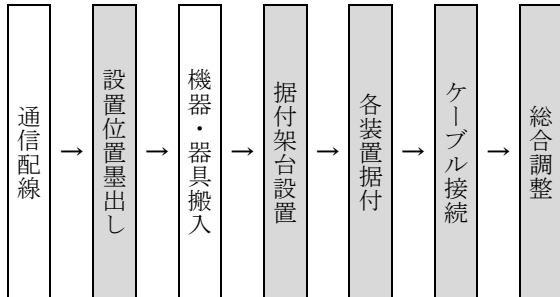 通信配線
→
設置位置墨出し
→
機器・器具搬入
→
据付架台設置
→
各装置据付
→
ケーブル接続
→
総合調整